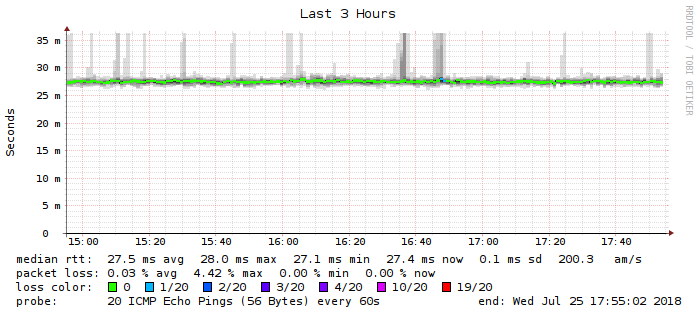 Last 3 Hours
RRDTOOL / TOBI OETIKER
Seconds
35 m
30 m
25 m
20 m
15 m
10 m
5 m
0
15:00 15:20 15:40 16:00 16:20 16:40 17:00 17:20 17:40
median rtt: 27.5 ms avg 28.0 ms max 27.1 ms min 27.4 ms now 0.1 ms sd 200.3 am/s
packet loss: 0.03 % avg 4.42 % max 0.00 % min 0.00 % now
loss color: 0 1/20 2/20 3/20 4/20 10/20 19/20
probe: 20 ICMP Echo Pings (56 Bytes) every 60s end: Wed Jul 25 17:55:02 2018